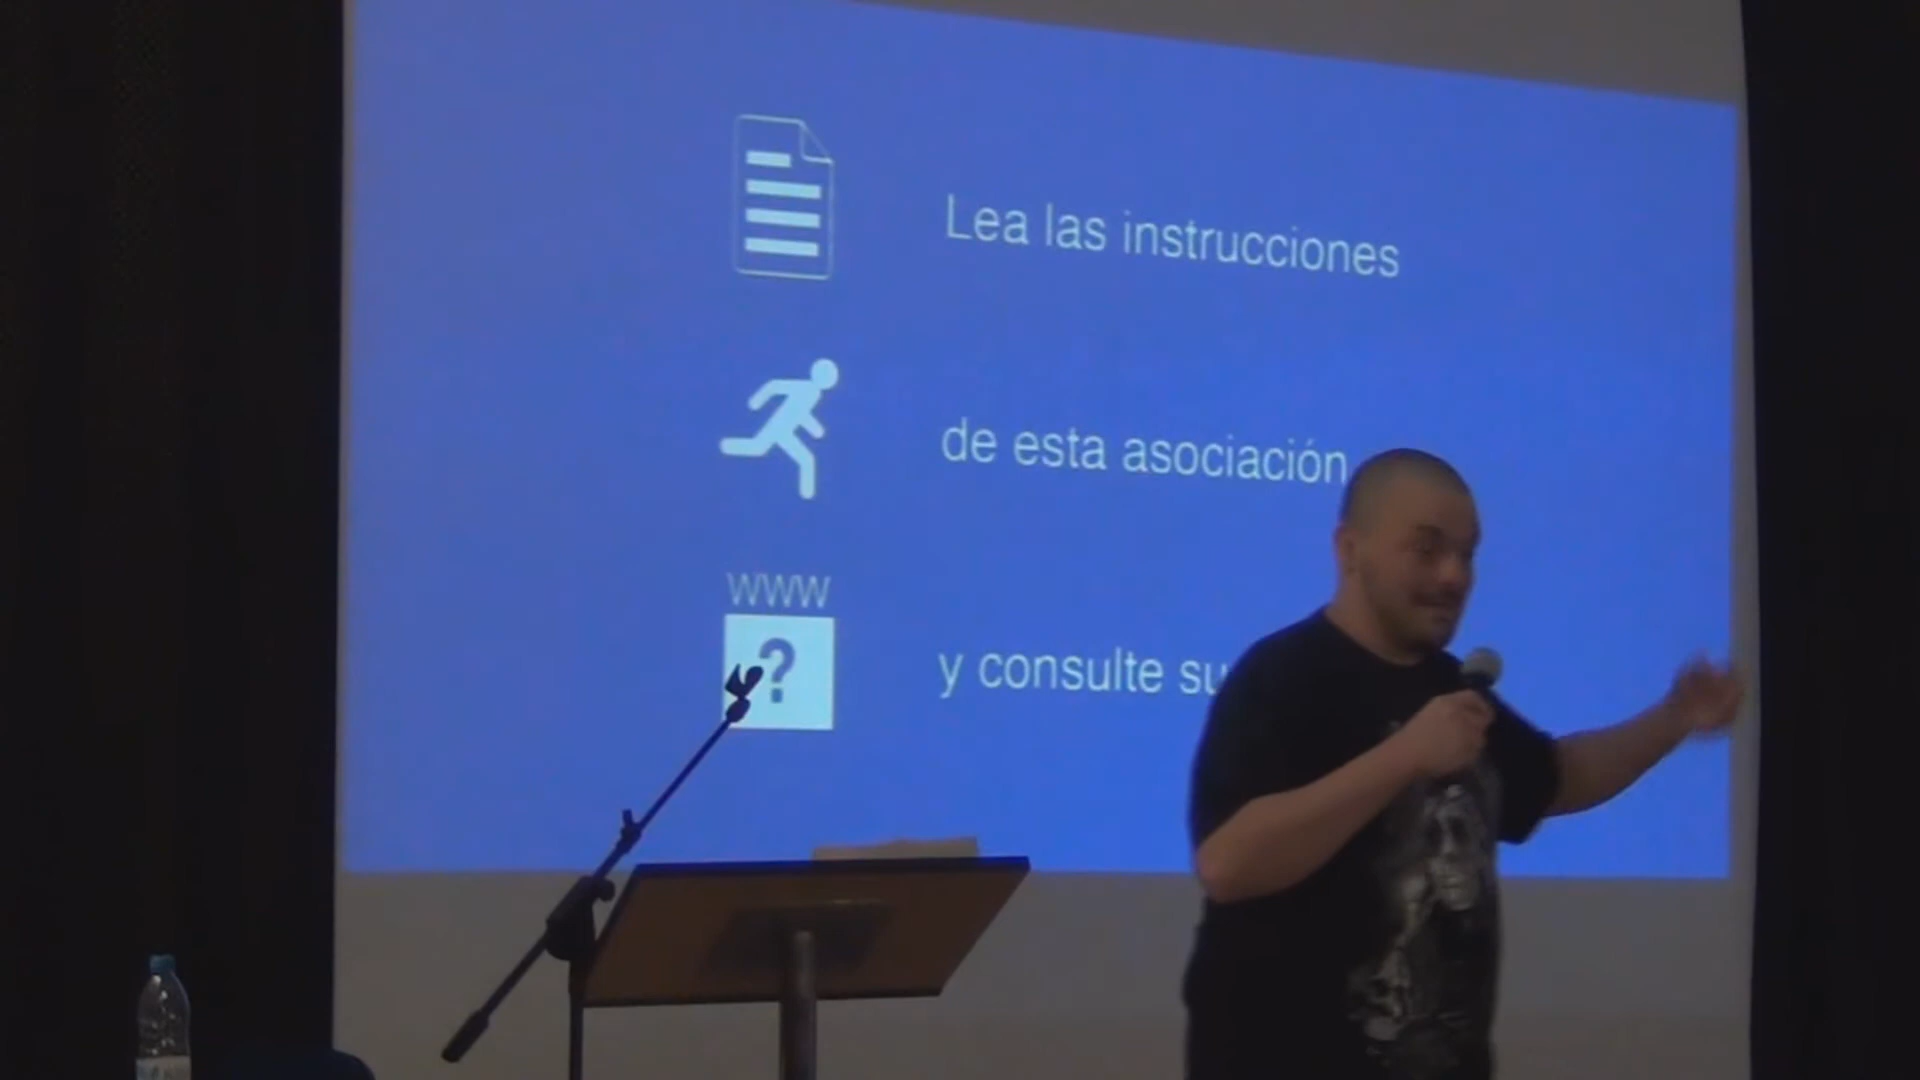 Lea las instrucciones
de esta asociación
www
?
y consulte su